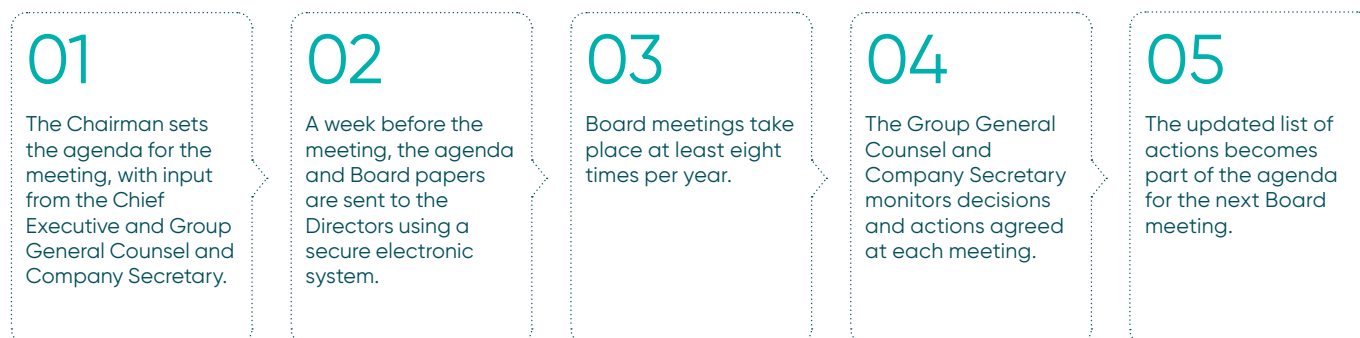 01
The Chairman sets
the agenda for the
meeting, with input
from the Chief
Executive and Group
General Counsel and
Company Secretary.
02
A week before the
meeting, the agenda
and Board papers
are sent to the
Directors using a
secure electronic
system.
03
Board meetings take
place at least eight
times per year.
04
The Group General
Counsel and
Company Secretary
monitors decisions
and actions agreed
at each meeting.
05
The updated list of
actions becomes
part of the agenda
for the next Board
meeting.